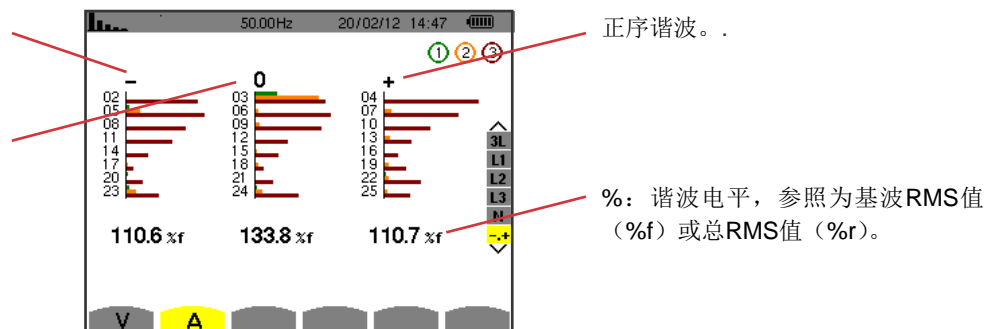 50.00Hz 20/02/12 14:47
正序谐波。.
1 2 3
- 0 +
02 03 04
05 06 07
08 09 10
11 12 13
14 15 16
17 18 19
20 21 22
23 24 25
3L
L1
L2
L3
N
-.+
%：谐波电平，参照为基波RMS值
（%f）或总RMS值（%r）。
110.6 %f 133.8 %f 110.7 %f
V A